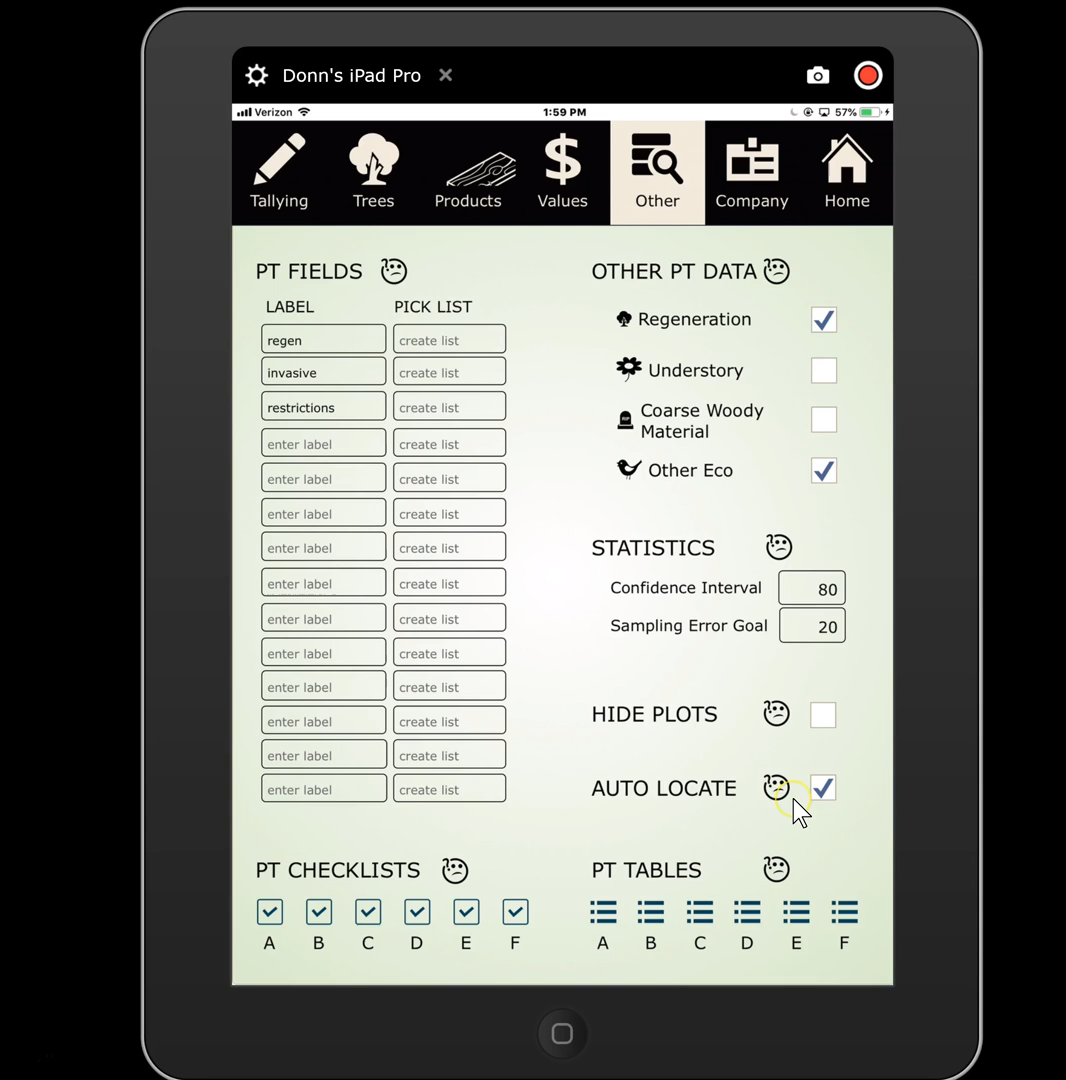 Donn's iPad Pro
Verizon
1:59 PM
57%
Tallying
Trees
Products
$
Values
Other
Company
Home
PT FIELDS
LABEL
PICK LIST
regen
create list
invasive
create list
restrictions
create list
enter label
create list
enter label
create list
enter label
create list
enter label
create list
enter label
create list
enter label
create list
enter label
create list
enter label
create list
enter label
create list
enter label
create list
enter label
create list
OTHER PT DATA
Regeneration
Understory
RIP
Coarse Woody
Material
Other Eco
STATISTICS
Confidence Interval
80
Sampling Error Goal
20
HIDE PLOTS
AUTO LOCATE
PT CHECKLISTS
A B C D E F
PT TABLES
A B C D E F